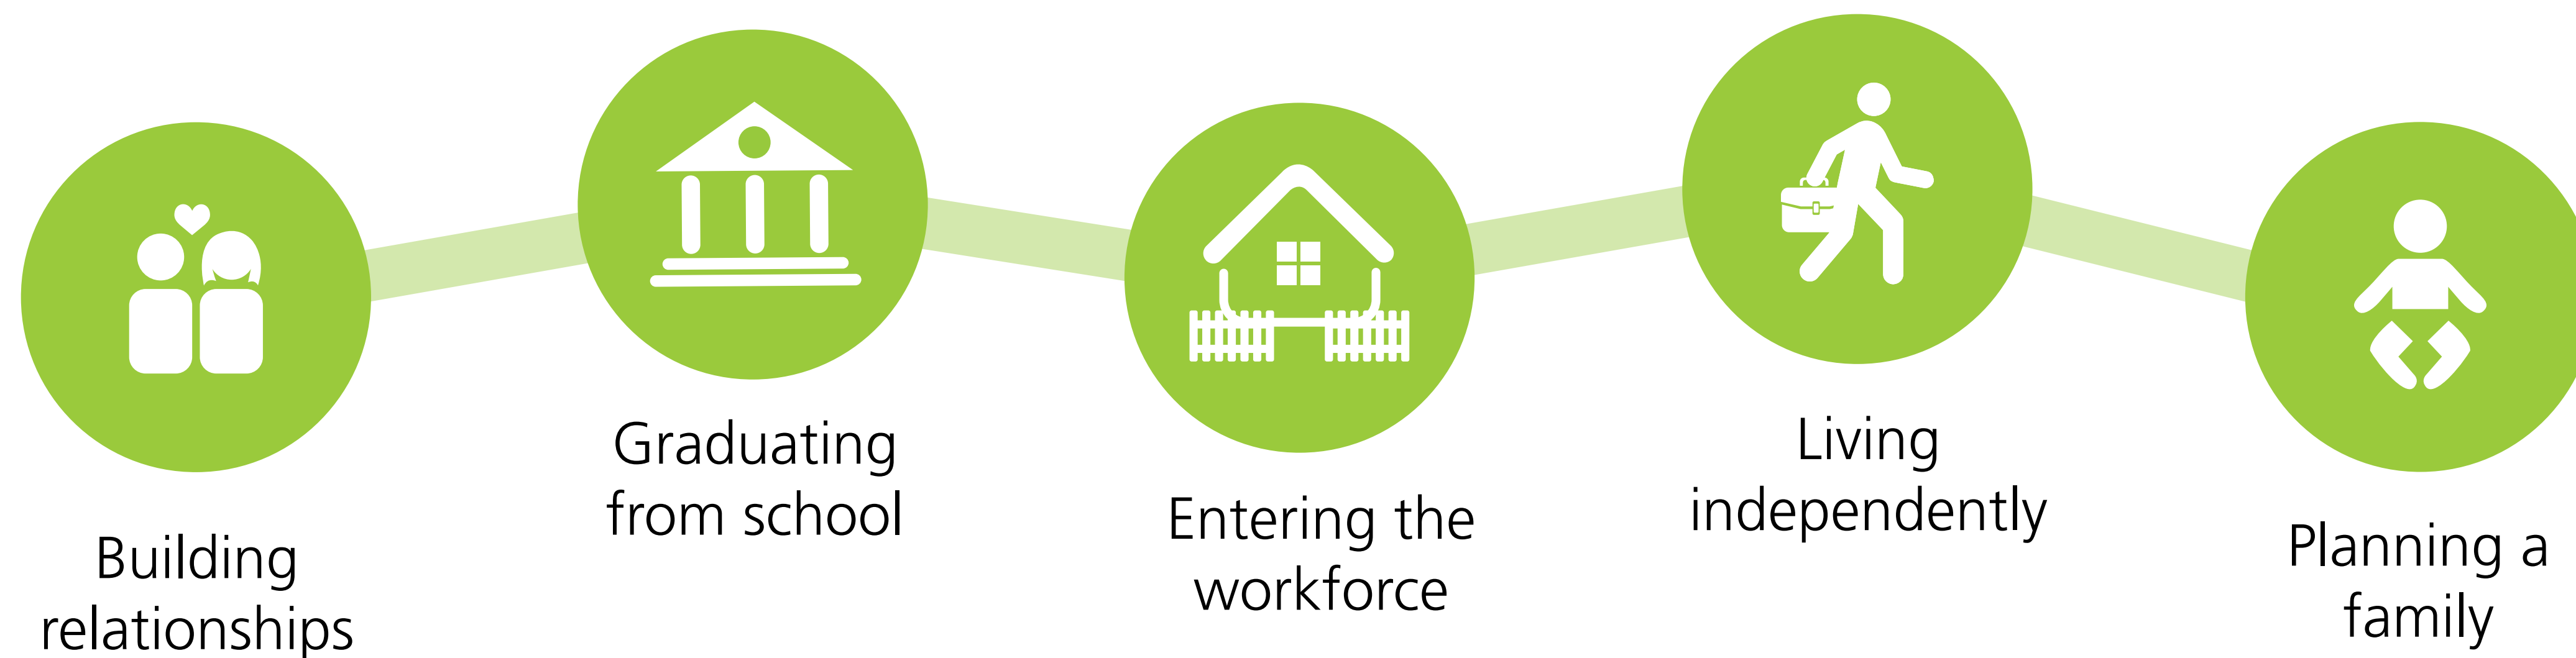 Building
relationships
Graduating
from school
Entering the
workforce
Living
independently
Planning a
family